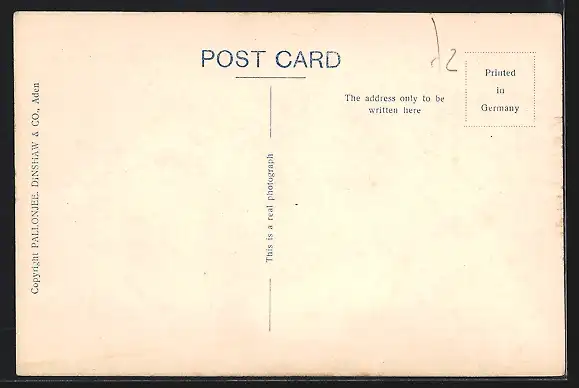 POST CARD
Copyright PALLONJEE, DINSHAW & CO., Aden
This is a real photograph
The address only to be
written here
Printed
in
Germany